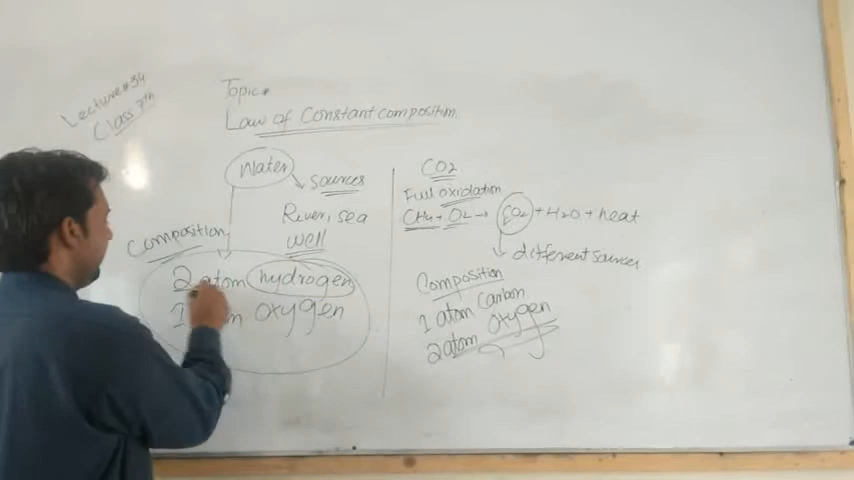 Lecture#34
Class 7th
Topic:
Law of Constant composition
Water
sources
River, sea
well
Composition
2 atom hydrogen
1 oxygen
CO2
Full oxidation
CH4 + O2 → CO2 + H2O + heat
different sources
Composition
1 atom Carbon
2 atom oxygen